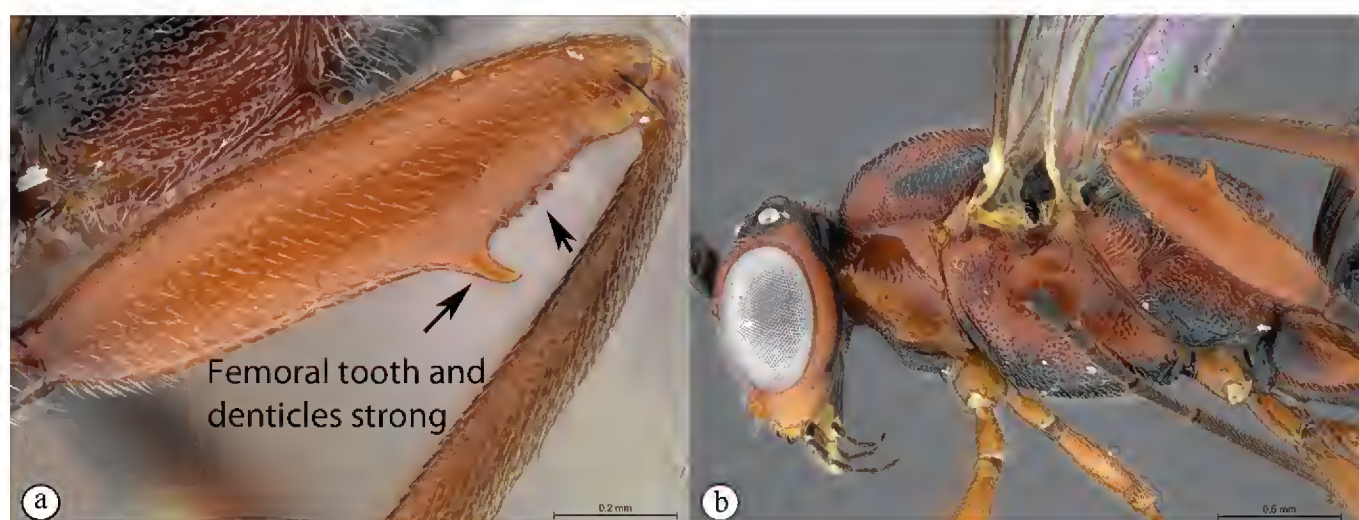 Femoral tooth and
denticles strong
a
0.2 mm
b
0.5 mm